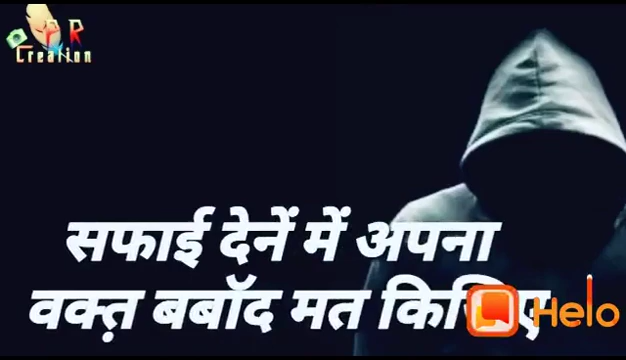 P R
Creation
सफाई देनें में अपना
वक्त़ बबॉद मत
Helo